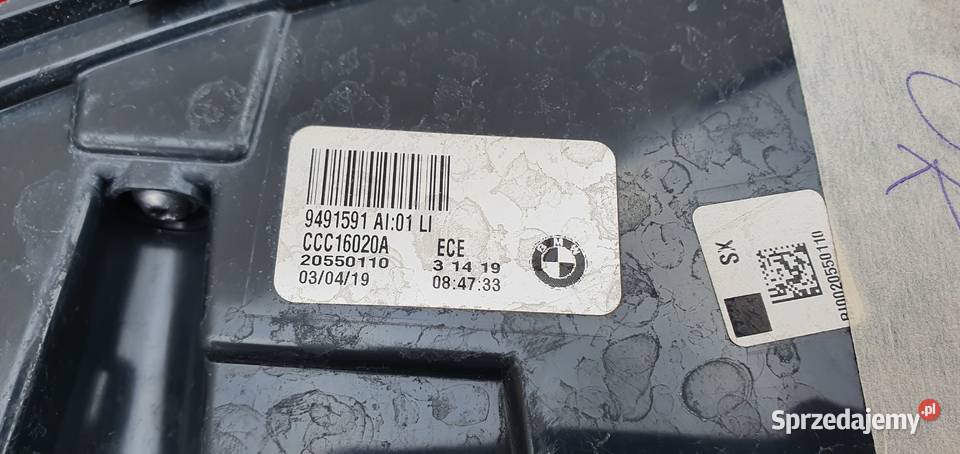 9491591 AI:01 LI
CCC16020A ECE
20550110 3 14 19
03/04/19 08:47:33
BMW
SX
OK
Sprzedajemy.pl